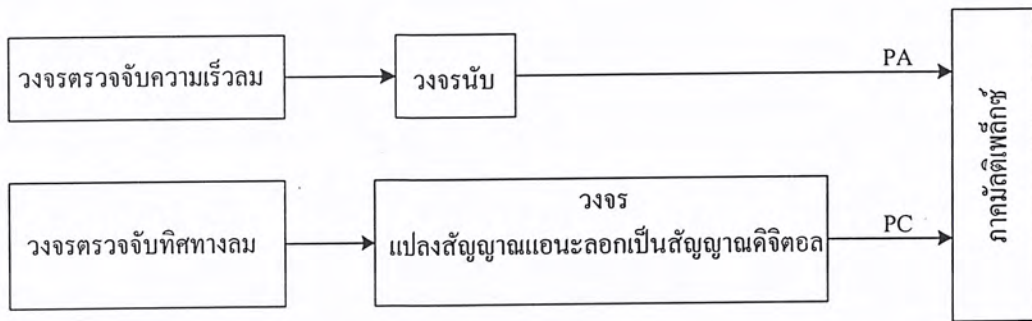 วงจรตรวจจับความเร็วลม
วงจรนับ
PA
ภาคมัลติเพล็กซ์
วงจรตรวจจับทิศทางลม
วงจร
แปลงสัญญาณแอนะลอกเป็นสัญญาณดิจิตอล
PC